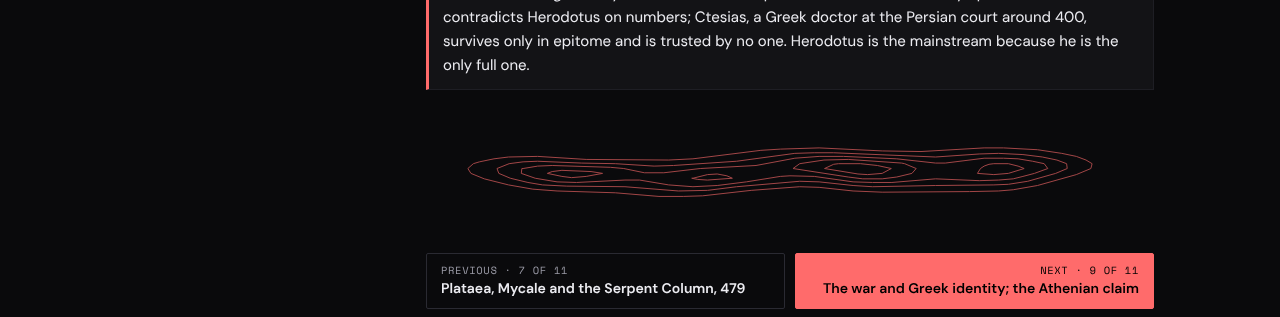 contradicts Herodotus on numbers; Ctesias, a Greek doctor at the Persian court around 400,
survives only in epitome and is trusted by no one. Herodotus is the mainstream because he is the
only full one.
PREVIOUS · 7 OF 11
Plataea, Mycale and the Serpent Column, 479
NEXT · 9 OF 11
The war and Greek identity; the Athenian claim